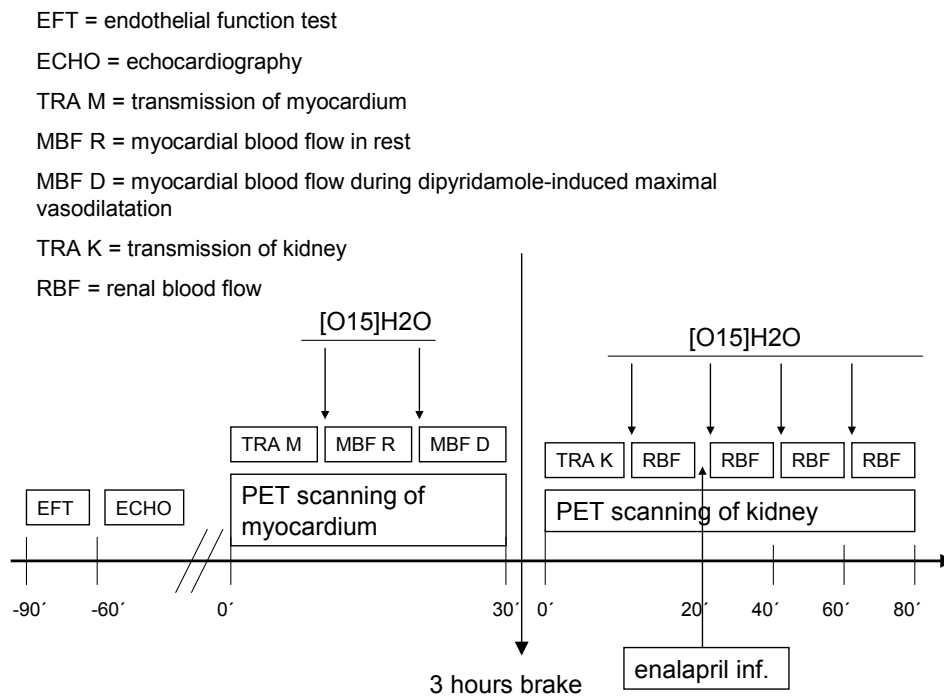 EFT = endothelial function test
ECHO = echocardiography
TRA M = transmission of myocardium
MBF R = myocardial blood flow in rest
MBF D = myocardial blood flow during dipyridamole-induced maximal
vasodilatation
TRA K = transmission of kidney
RBF = renal blood flow
[O15]H2O
[O15]H2O
TRA M
MBF R
MBF D
TRA K
RBF
RBF
RBF
RBF
EFT
ECHO
PET scanning of
myocardium
PET scanning of kidney
-90´
-60´
0´
30´
0´
20´
40´
60´
80´
3 hours brake
enalapril inf.